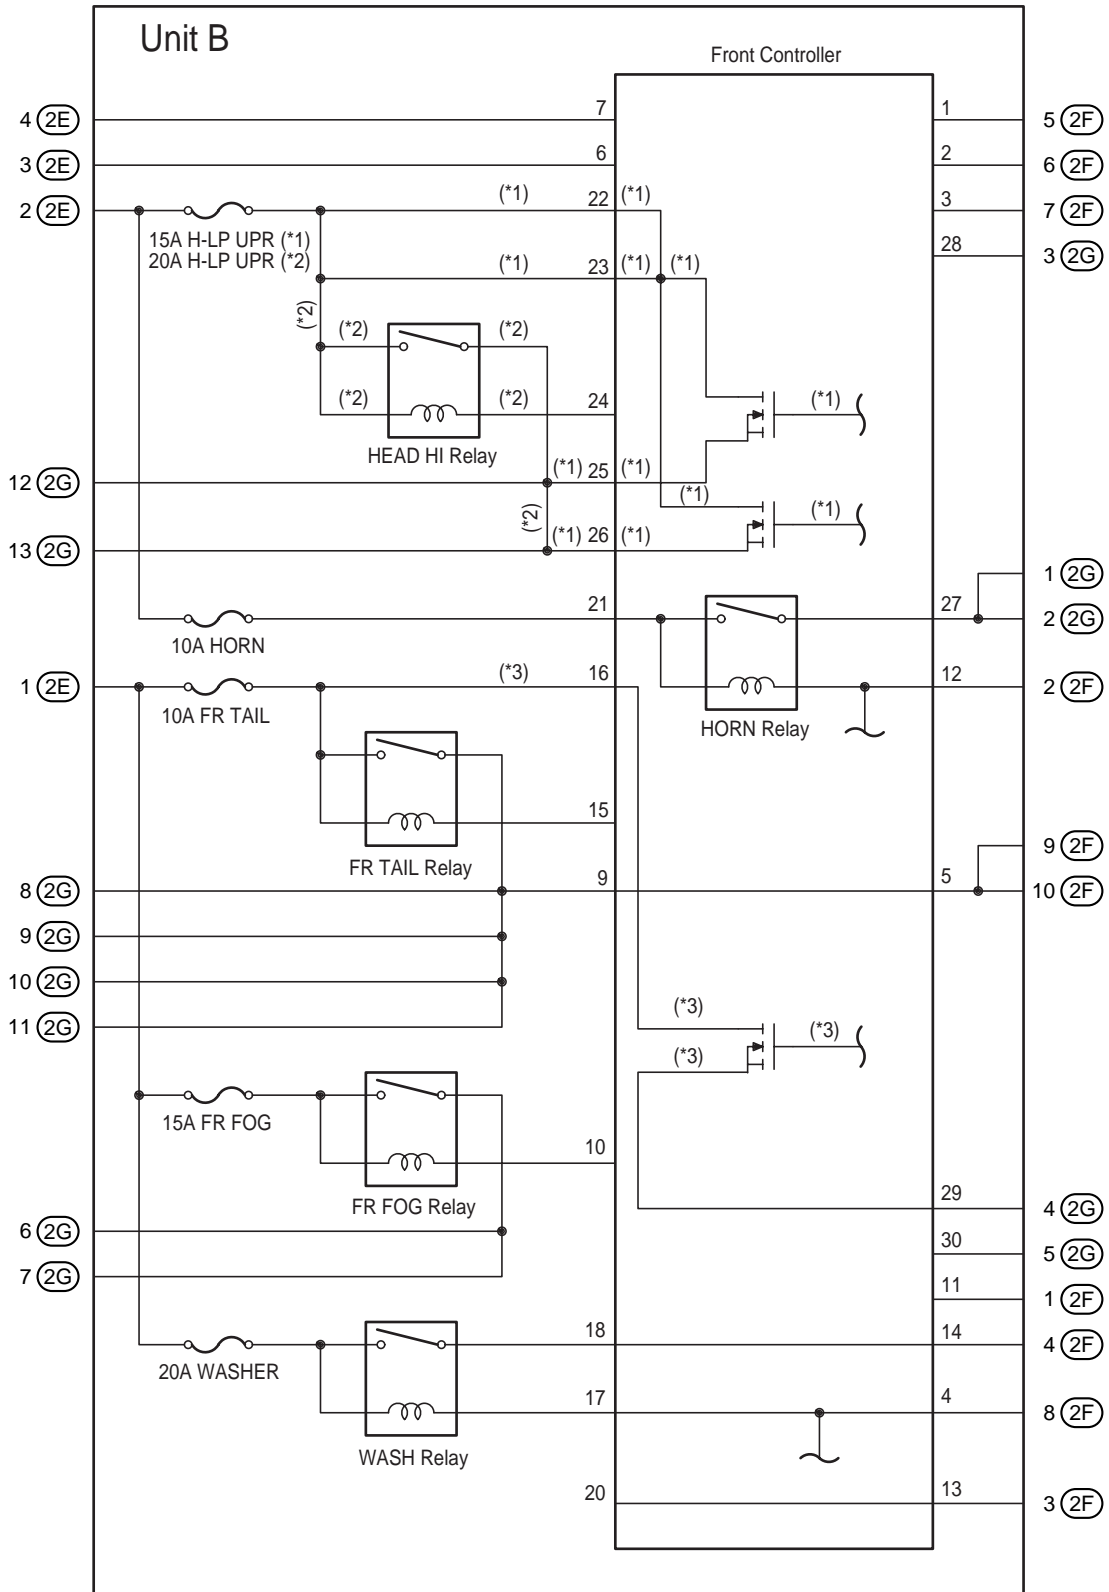 Unit B
Front Controller
4 2E 7 1 5 2F
3 2E 6 2 6 2F
2 2E (*1) 22 (*1) 3 7 2F
15A H-LP UPR (*1)
20A H-LP UPR (*2)
28 3 2G
(*1) 23 (*1) (*1)
(*2)
(*2) (*2)
(*2) (*2) 24 (*1)
HEAD HI Relay
12 2G (*1) 25 (*1)
(*1)
(*2)
(*1)
13 2G (*1) 26 (*1)
1 2G
21 27 2 2G
10A HORN
1 2E (*3) 16 12 2 2F
10A FR TAIL
HORN Relay
15
FR TAIL Relay
9 2F
8 2G 9 5 10 2F
9 2G
10 2G
11 2G
(*3)
(*3)
(*3)
15A FR FOG
10
FR FOG Relay
29 4 2G
6 2G
30 5 2G
7 2G
11 1 2F
18 14 4 2F
20A WASHER
17 4 8 2F
WASH Relay
20 13 3 2F